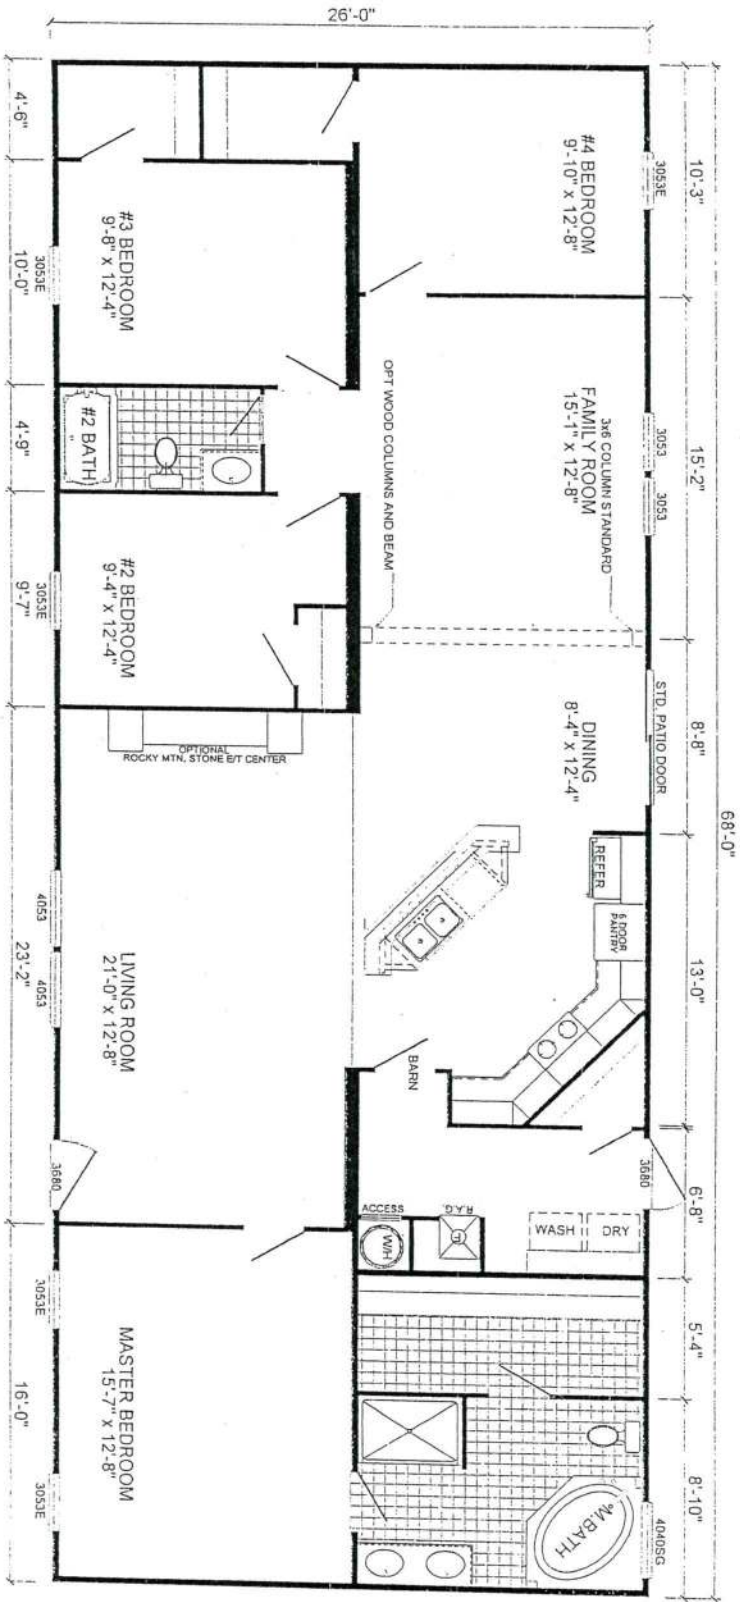 26'-0"
68'-0"
10'-3"
15'-2"
8'-8"
13'-0"
6'-8"
5'-4"
8'-10"
3053E
3053
3053
STD. PATIO DOOR
3680
4040SG
#4 BEDROOM
9'-10" x 12'-8"
3x6 COLUMN STANDARD
FAMILY ROOM
15'-1" x 12'-8"
OPT WOOD COLUMNS AND BEAM
DINING
8'-4" x 12'-4"
REFER
6 DOOR
PANTRY
BARN
WASH
DRY
R.A.G.
ACCESS
W/H
T
"M.BATH
#3 BEDROOM
9'-8" x 12'-4"
#2 BATH
"
#2 BEDROOM
9'-4" x 12'-4"
OPTIONAL
ROCKY MTN. STONE E/T CENTER
LIVING ROOM
21'-0" x 12'-8"
MASTER BEDROOM
15'-7" x 12'-8"
3053E
3053E
4053
4053
3680
3053E
3053E
4'-6"
10'-0"
4'-9"
9'-7"
23'-2"
16'-0"